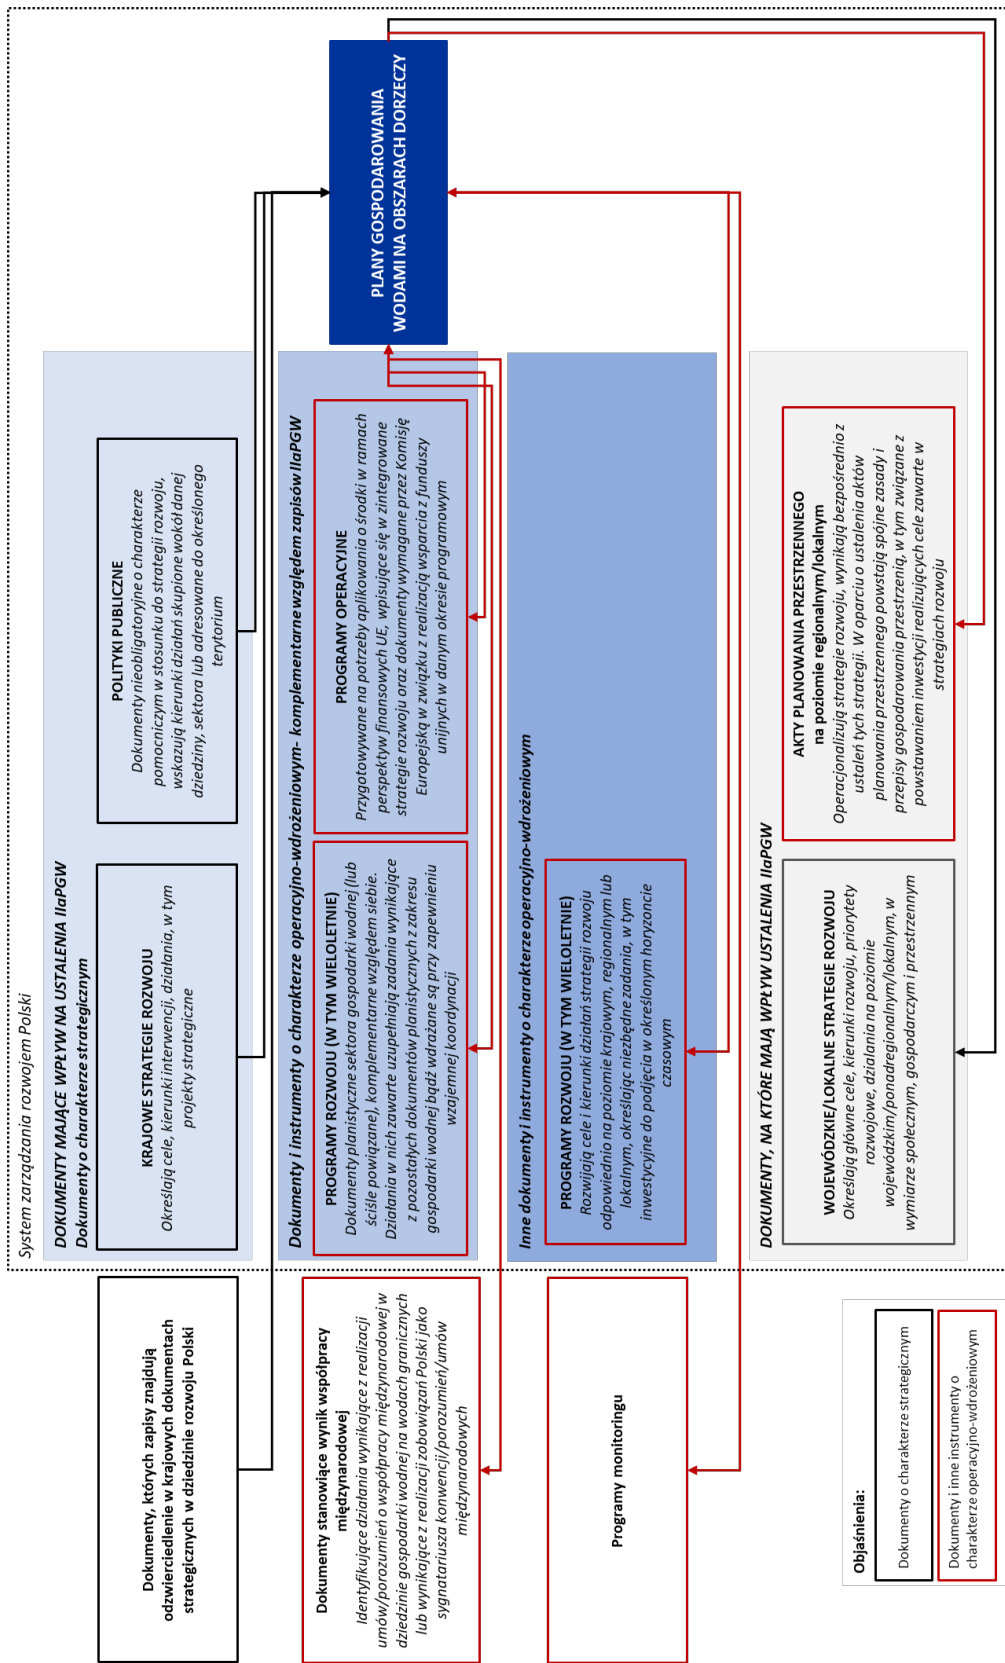 System zarządzania rozwojem Polski
DOKUMENTY MAJĄCE WPŁYW NA USTALENIA IIaPGW
Dokumenty o charakterze strategicznym
Dokumenty, których zapisy znajdują
odzwierciedlenie w krajowych dokumentach
strategicznych w dziedzinie rozwoju Polski
KRAJOWE STRATEGIE ROZWOJU
Określają cele, kierunki interwencji, działania, w tym
projekty strategiczne
POLITYKI PUBLICZNE
Dokumenty nieobligatoryjne o charakterze
pomocniczym w stosunku do strategii rozwoju,
wskazują kierunki działań skupione wokół danej
dziedziny, sektora lub adresowane do określonego
terytorium
Dokumenty i instrumenty o charakterze operacyjno-wdrożeniowym- komplementarne względem zapisów IIaPGW
Dokumenty stanowiące wynik współpracy
międzynarodowej
Identyfikujące działania wynikające z realizacji
umów/porozumień o współpracy międzynarodowej w
dziedzinie gospodarki wodnej na wodach granicznych
lub wynikające z realizacji zobowiązań Polski jako
sygnatariusza konwencji/porozumień/umów
międzynarodowych
PROGRAMY ROZWOJU (W TYM WIELOLETNIE)
Dokumenty planistyczne sektora gospodarki wodnej (lub
ściśle powiązane), komplementarne względem siebie.
Działania w nich zawarte uzupełniają zadania wynikające
z pozostałych dokumentów planistycznych z zakresu
gospodarki wodnej bądź wdrażane są przy zapewnieniu
wzajemnej koordynacji
PROGRAMY OPERACYJNE
Przygotowywane na potrzeby aplikowania o środki w ramach
perspektyw finansowych UE, wpisujące się w zintegrowane
strategie rozwoju oraz dokumenty wymagane przez Komisję
Europejską w związku z realizacją wsparcia z funduszy
unijnych w danym okresie programowym
PLANY GOSPODAROWANIA
WODAMI NA OBSZARACH DORZECZY
Inne dokumenty i instrumenty o charakterze operacyjno-wdrożeniowym
Programy monitoringu
PROGRAMY ROZWOJU (W TYM WIELOLETNIE)
Rozwijają cele i kierunki działań strategii rozwoju
odpowiednio na poziomie krajowym, regionalnym lub
lokalnym, określając niezbędne zadania, w tym
inwestycyjne do podjęcia w określonym horyzoncie
czasowym
DOKUMENTY, NA KTÓRE MAJĄ WPŁYW USTALENIA IIaPGW
WOJEWÓDZKIE/LOKALNE STRATEGIE ROZWOJU
Określają główne cele, kierunki rozwoju, priorytety
rozwojowe, działania na poziomie
wojewódzkim/ponadregionalnym/lokalnym, w
wymiarze społecznym, gospodarczym i przestrzennym
AKTY PLANOWANIA PRZESTRZENNEGO
na poziomie regionalnym/lokalnym
Operacjonalizują strategie rozwoju, wynikają bezpośrednio z
ustaleń tych strategii. W oparciu o ustalenia aktów
planowania przestrzennego powstają spójne zasady i
przepisy gospodarowania przestrzenią, w tym związane z
powstawaniem inwestycji realizujących cele zawarte w
strategiach rozwoju
Objaśnienia:
Dokumenty o charakterze strategicznym
Dokumenty i inne instrumenty o
charakterze operacyjno-wdrożeniowym